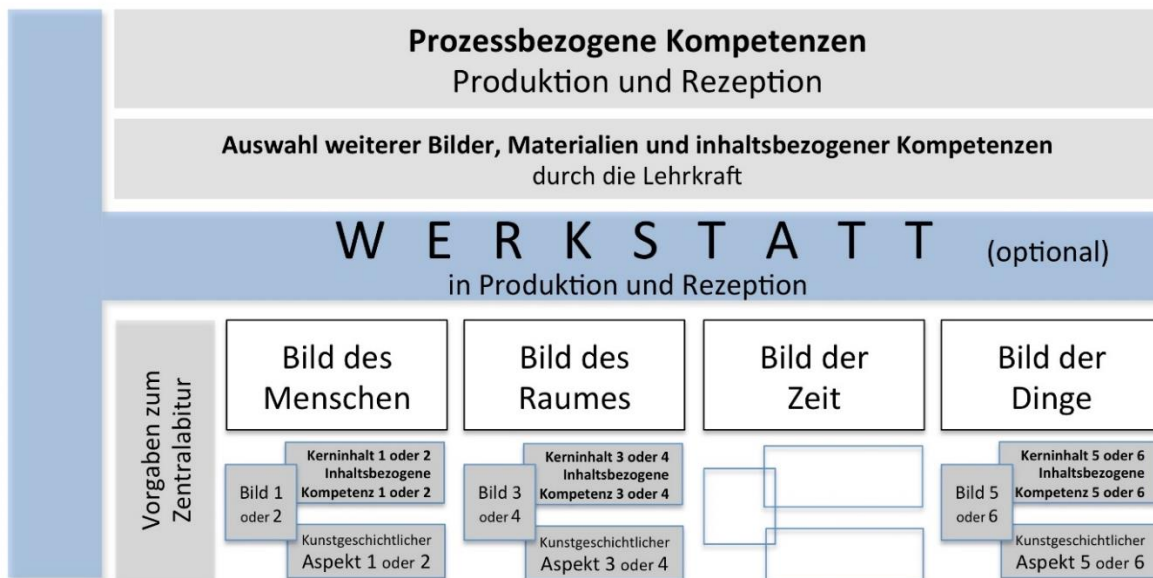 Prozessbezogene Kompetenzen
Produktion und Rezeption
Auswahl weiterer Bilder, Materialien und inhaltsbezogener Kompetenzen
durch die Lehrkraft
W E R K S T A T T (optional)
in Produktion und Rezeption
Vorgaben zum
Zentralabitur
Bild des
Menschen
Kerninhalt 1 oder 2
Inhaltsbezogene
Kompetenz 1 oder 2
Bild 1
oder 2
Kunstgeschichtlicher
Aspekt 1 oder 2
Bild des
Raumes
Kerninhalt 3 oder 4
Inhaltsbezogene
Kompetenz 3 oder 4
Bild 3
oder 4
Kunstgeschichtlicher
Aspekt 3 oder 4
Bild der
Zeit
Bild der
Dinge
Kerninhalt 5 oder 6
Inhaltsbezogene
Kompetenz 5 oder 6
Bild 5
oder 6
Kunstgeschichtlicher
Aspekt 5 oder 6